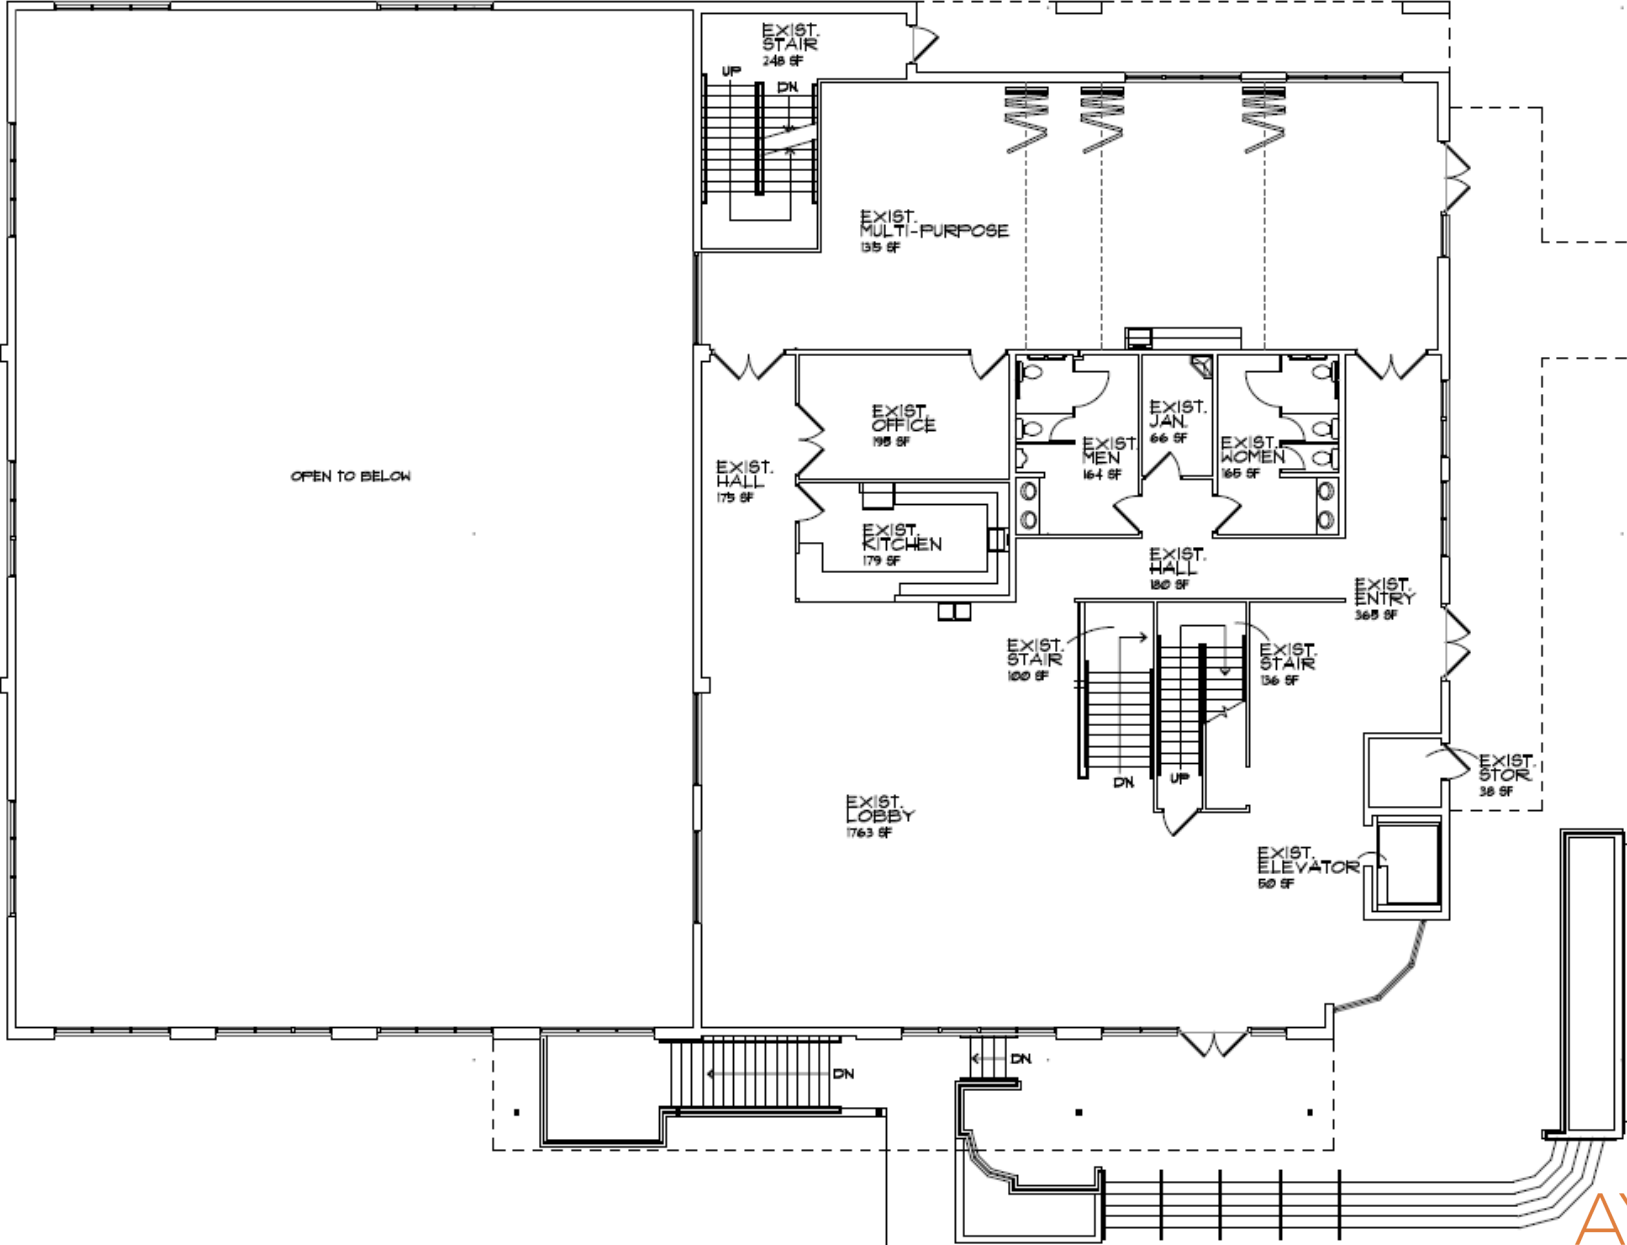 EXIST.
STAIR
248 SF
UP
DN.
EXIST.
MULTI-PURPOSE
EXIST.
OFFICE
195 SF
EXIST.
JAN.
66 SF
EXIST.
MEN
164 SF
EXIST.
WOMEN
165 SF
EXIST.
HALL
175 SF
OPEN TO BELOW
EXIST.
KITCHEN
179 SF
EXIST.
HALL
180 SF
EXIST.
ENTRY
365 SF
EXIST.
STAIR
100 SF
EXIST.
STAIR
136 SF
DN.
UP
EXIST.
STOR.
38 SF
EXIST.
LOBBY
1763 SF
EXIST.
ELEVATOR
50 SF
DN
DN
AY